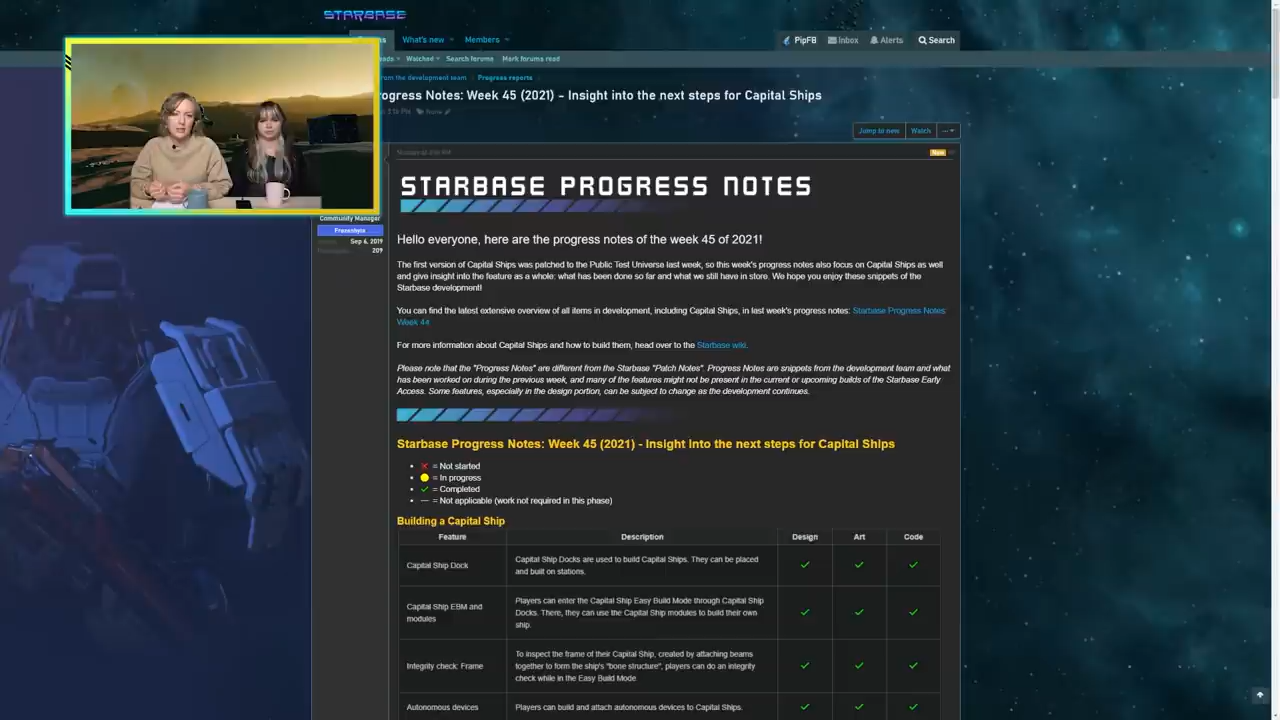 STARBASE
What's new
Members
PipFB
Inbox
Alerts
Search
Watched
Search forums
Mark forums read
rum the development team
Progress reports
ogress Notes: Week 45 (2021) - Insight into the next steps for Capital Ships
None
Jump to new
Watch
New
STARBASE PROGRESS NOTES
Community Manager
Frozenbyte
Sep 6, 2019
209
Hello everyone, here are the progress notes of the week 45 of 2021!
The first version of Capital Ships was patched to the Public Test Universe last week, so this week's progress notes also focus on Capital Ships as well
and give insight into the feature as a whole: what has been done so far and what we still have in store. We hope you enjoy these snippets of the
Starbase development!
You can find the latest extensive overview of all items in development, including Capital Ships, in last week's progress notes: Starbase Progress Notes:
Week 44
For more information about Capital Ships and how to build them, head over to the Starbase wiki.
Please note that the "Progress Notes" are different from the Starbase "Patch Notes". Progress Notes are snippets from the development team and what
has been worked on during the previous week, and many of the features might not be present in the current or upcoming builds of the Starbase Early
Access. Some features, especially in the design portion, can be subject to change as the development continues.
Starbase Progress Notes: Week 45 (2021) - Insight into the next steps for Capital Ships
= Not started
= In progress
= Completed
— = Not applicable (work not required in this phase)
Building a Capital Ship
Feature Description Design Art Code
Capital Ship Dock
Capital Ship Docks are used to build Capital Ships. They can be placed
and built on stations.
Capital Ship EBM and
modules
Players can enter the Capital Ship Easy Build Mode through Capital Ship
Docks. There, they can use the Capital Ship modules to build their own
ship.
Integrity check: Frame
To inspect the frame of their Capital Ship, created by attaching beams
together to form the ship's "bone structure", players can do an integrity
check while in the Easy Build Mode
Autonomous devices
Players can build and attach autonomous devices to Capital Ships.